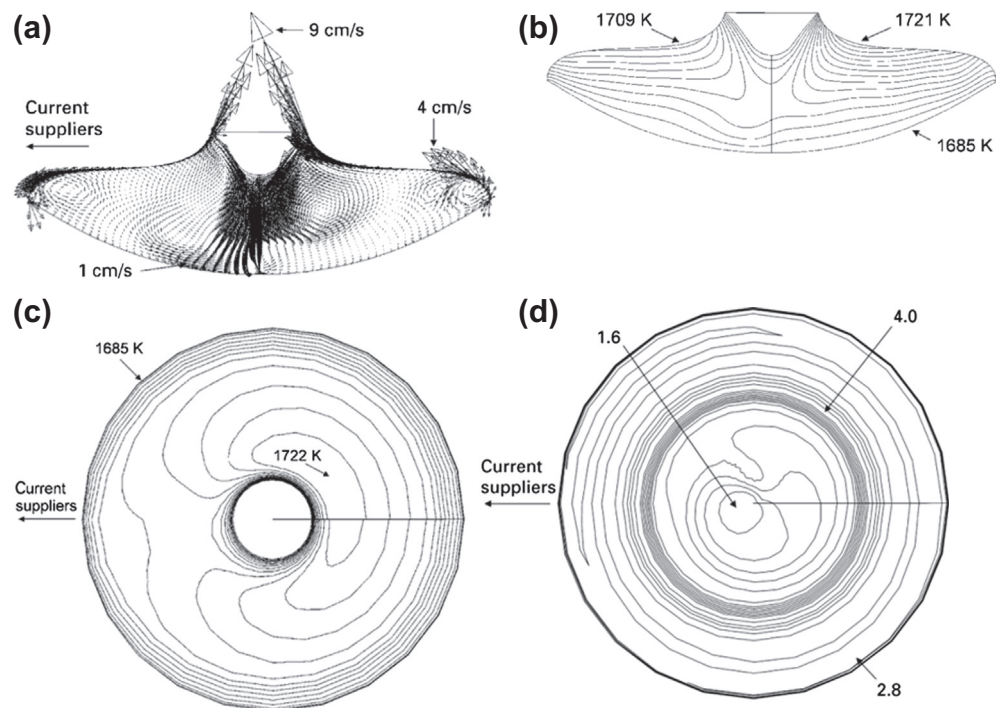 (a)
9 cm/s
Current
suppliers
4 cm/s
1 cm/s
(b)
1709 K
1721 K
1685 K
(c)
1685 K
1722 K
Current
suppliers
(d)
1.6
4.0
Current
suppliers
2.8